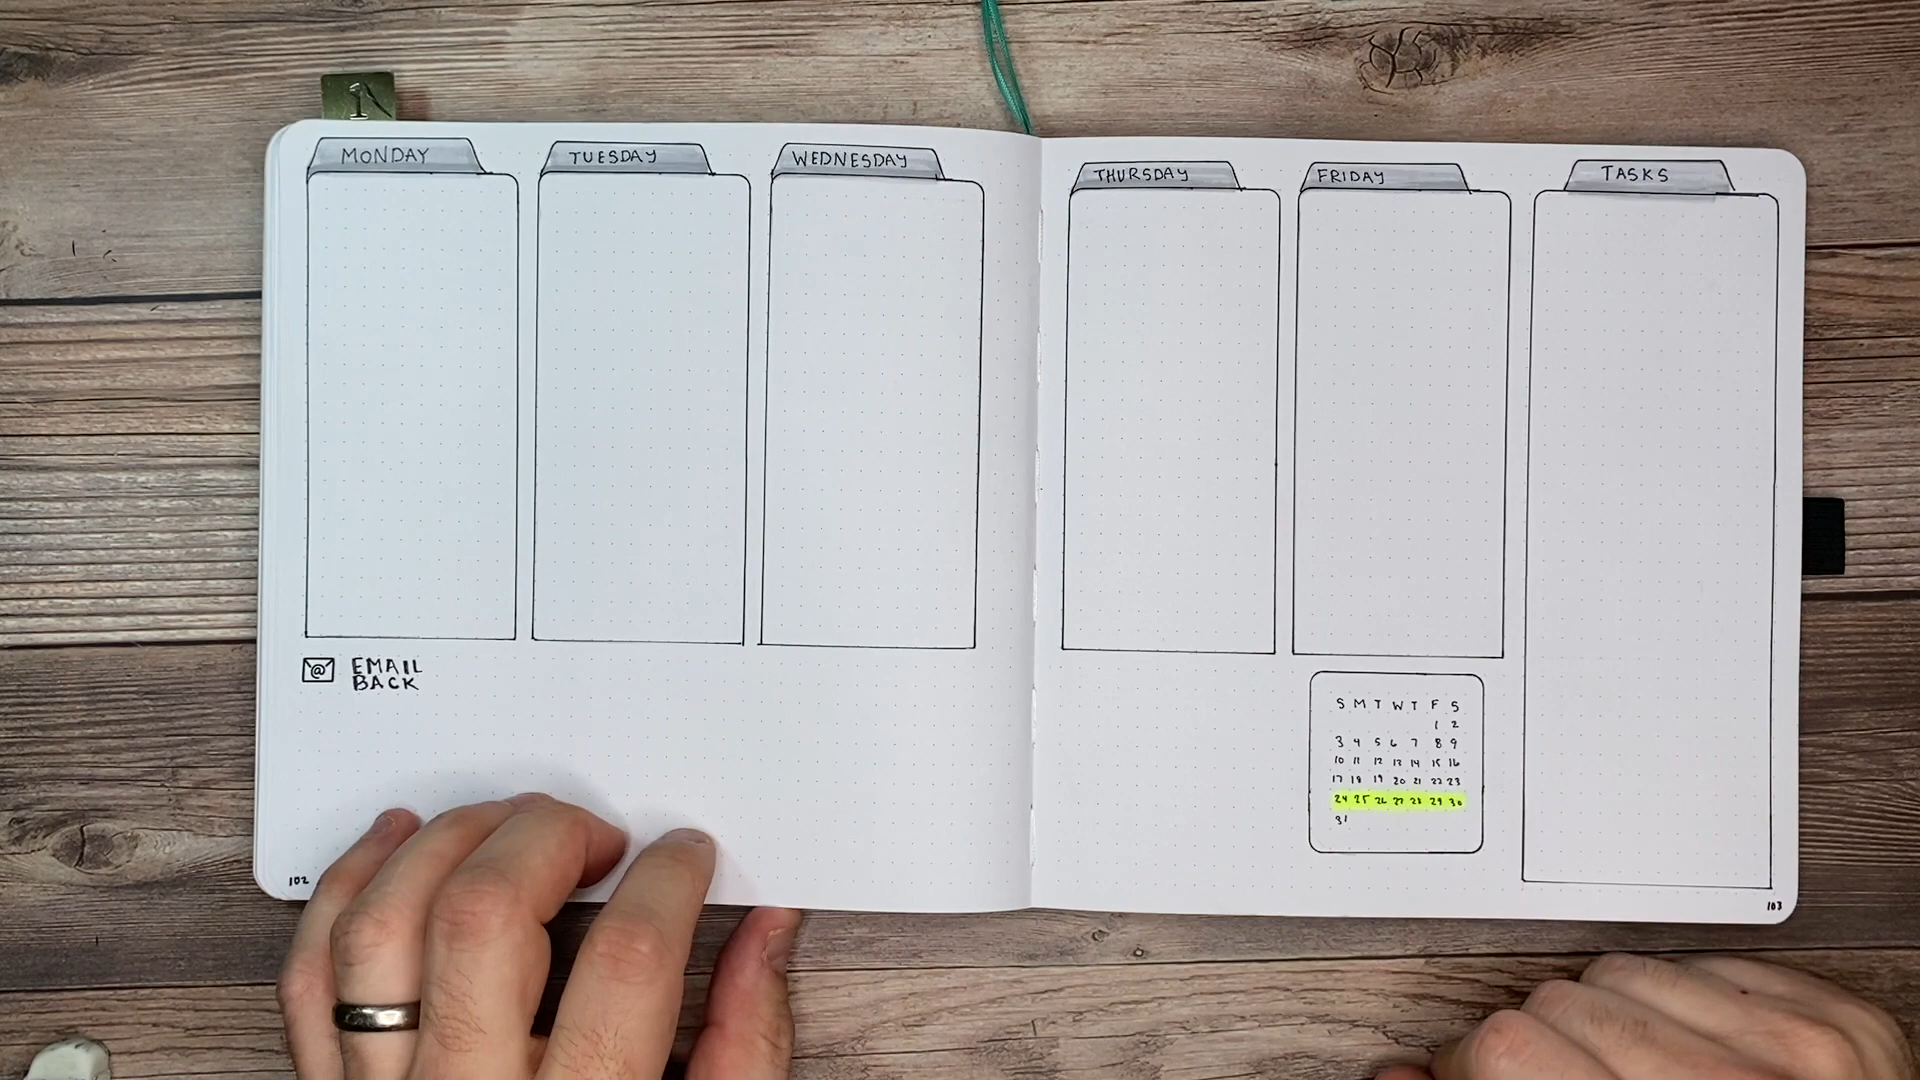 1
MONDAY
TUESDAY
WEDNESDAY
THURSDAY
FRIDAY
TASKS
@ EMAIL
BACK
S M T W T F S
1 2
3 4 5 6 7 8 9
10 11 12 13 14 15 16
17 18 19 20 21 22 23
24 25 26 27 28 29 30
31
102
103